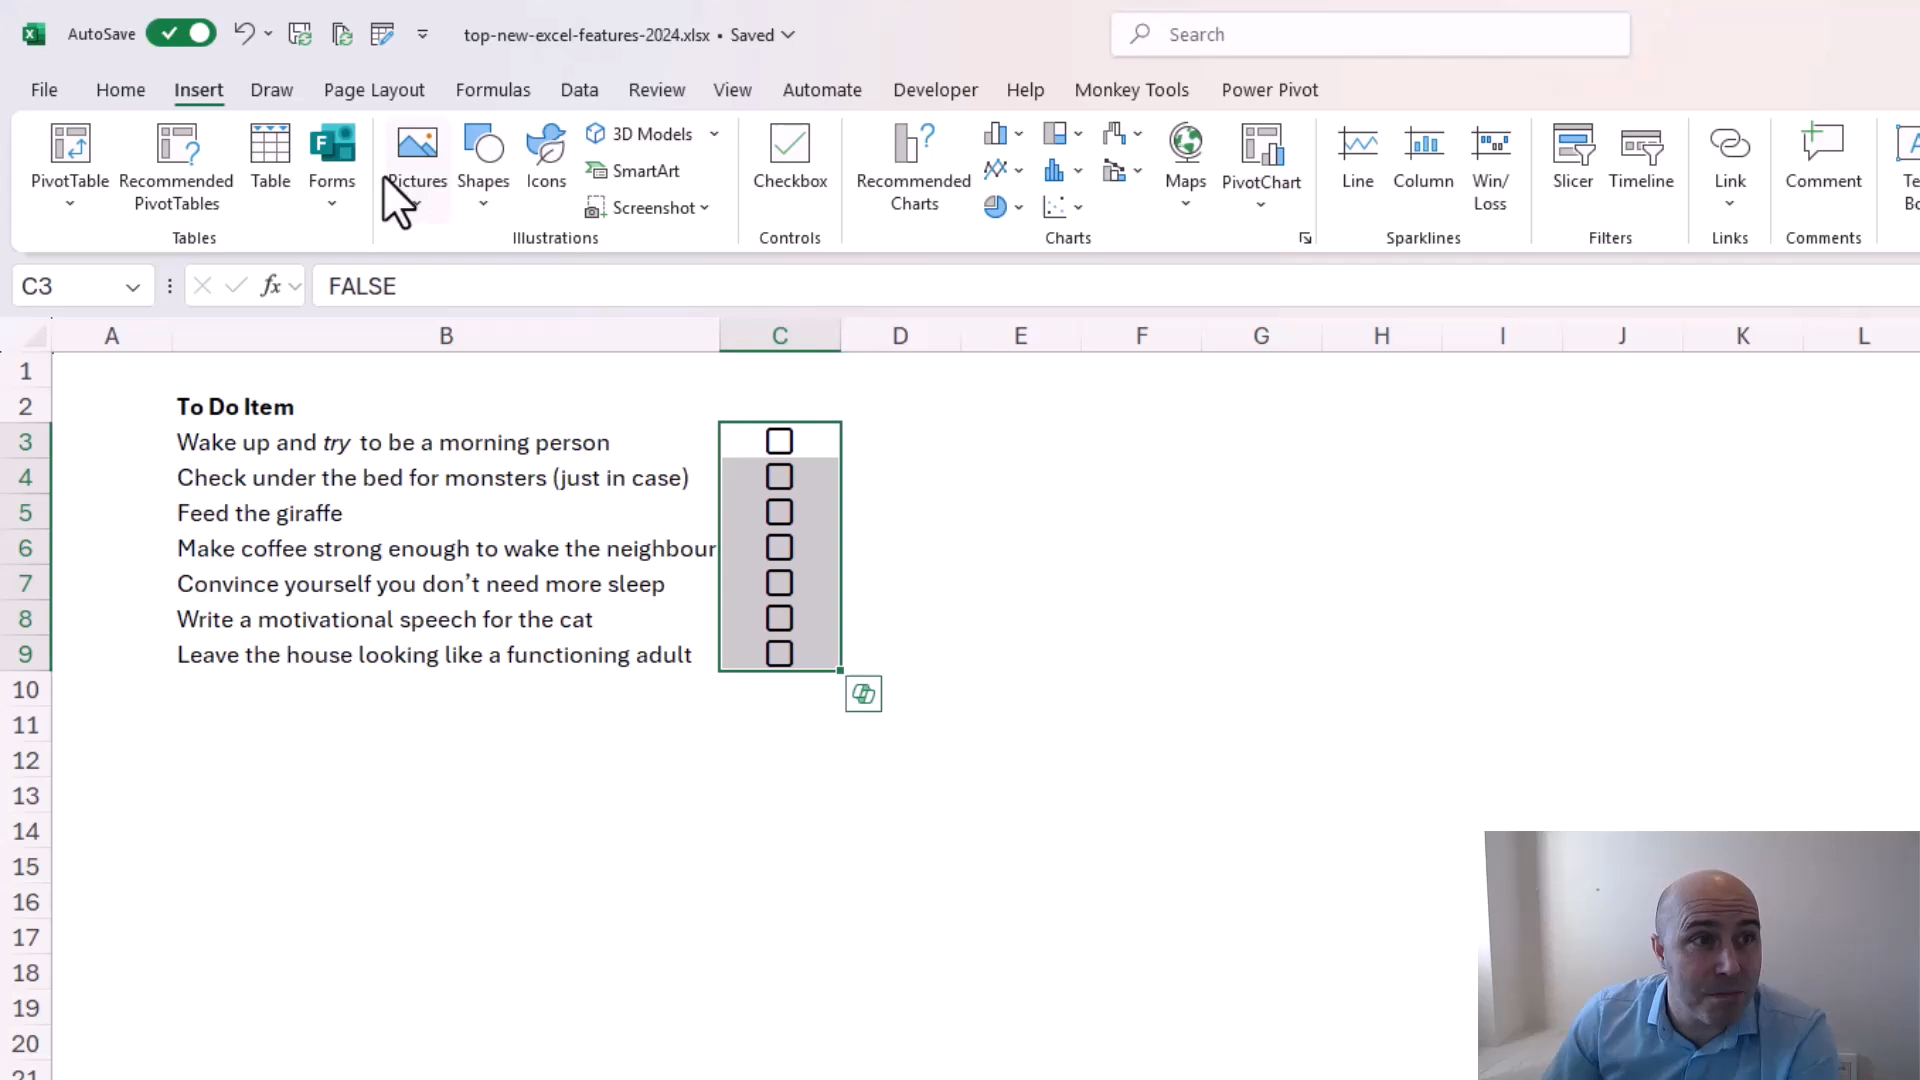 AutoSave
top-new-excel-features-2024.xlsx • Saved
Search
File Home Insert Draw Page Layout Formulas Data Review View Automate Developer Help Monkey Tools Power Pivot
PivotTable
Recommended PivotTables
Table
Forms
Pictures
Shapes
Icons
3D Models
SmartArt
Screenshot
Checkbox
Recommended Charts
Maps
PivotChart
Line
Column
Win/ Loss
Slicer
Timeline
Link
Comment
Tables Illustrations Controls Charts Sparklines Filters Links Comments
C3 fx FALSE
A B C D E F G H I J K L
1
2 To Do Item
3 Wake up and try to be a morning person
4 Check under the bed for monsters (just in case)
5 Feed the giraffe
6 Make coffee strong enough to wake the neighbour
7 Convince yourself you don’t need more sleep
8 Write a motivational speech for the cat
9 Leave the house looking like a functioning adult
10
11
12
13
14
15
16
17
18
19
20
21